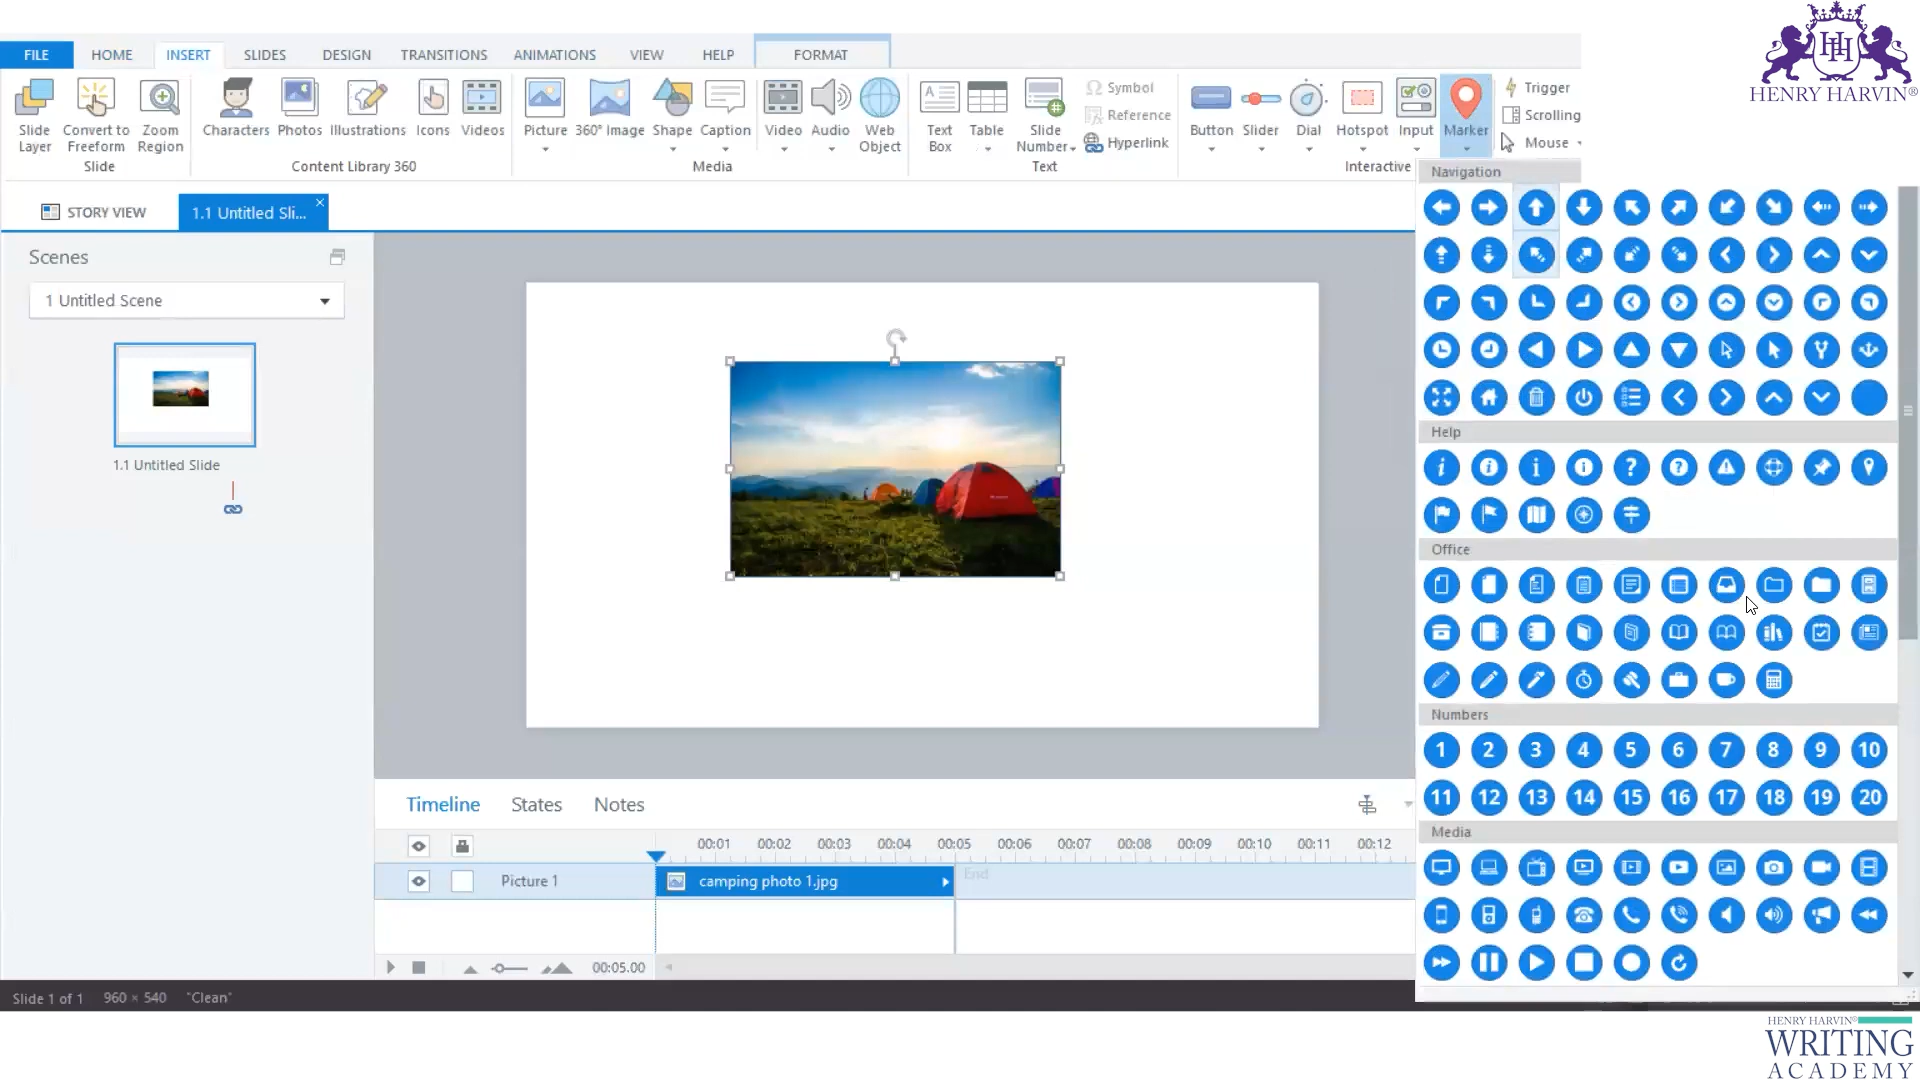 HENRY HARVIN®
FILE
HOME
INSERT
SLIDES
DESIGN
TRANSITIONS
ANIMATIONS
VIEW
HELP
FORMAT
Slide Layer
Convert to Freeform
Zoom Region
Characters
Photos
Illustrations
Icons
Videos
Picture
360° Image
Shape
Caption
Video
Audio
Web Object
Text Box
Table
Slide Number
Symbol
Reference
Hyperlink
Button
Slider
Dial
Hotspot
Input
Marker
Trigger
Scrolling
Mouse
Slide
Content Library 360
Media
Text
Interactive
STORY VIEW
1.1 Untitled Sli...
Scenes
1 Untitled Scene
1.1 Untitled Slide
Navigation
Help
Office
Numbers
1 2 3 4 5 6 7 8 9 10
11 12 13 14 15 16 17 18 19 20
Media
Timeline
States
Notes
00:01 00:02 00:03 00:04 00:05 00:06 00:07 00:08 00:09 00:10 00:11 00:12
Picture 1
camping photo 1.jpg
End
00:05.00
Slide 1 of 1
960 × 540
"Clean"
HENRY HARVIN®
WRITING
ACADEMY